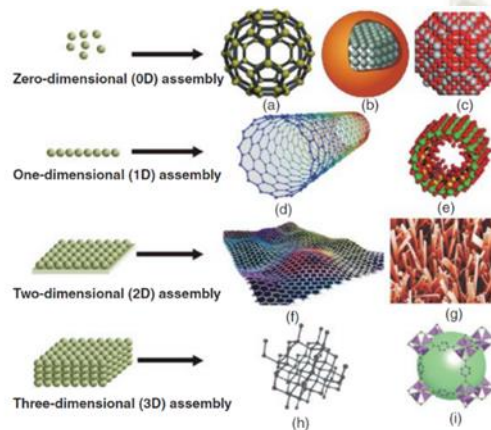 (a)
(b)
(c)
Zero-dimensional (0D) assembly
(d)
(e)
One-dimensional (1D) assembly
(f)
(g)
Two-dimensional (2D) assembly
(h)
(i)
Three-dimensional (3D) assembly